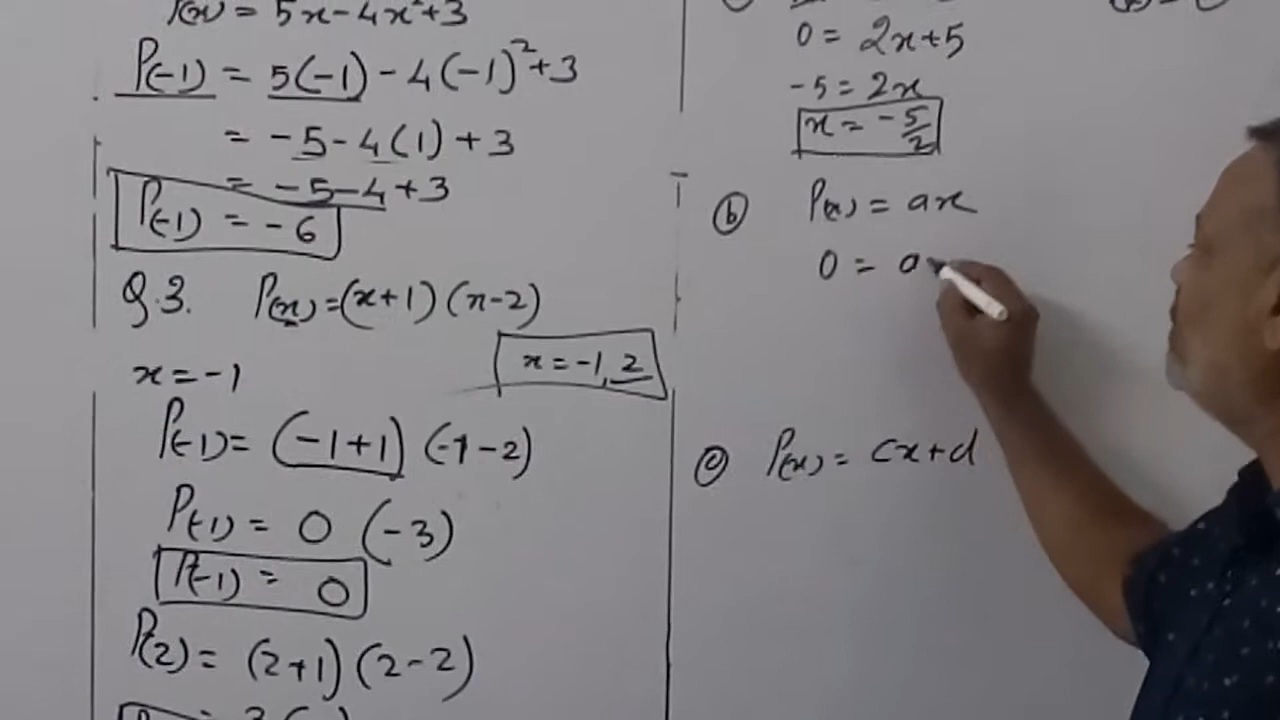 P(x) = 5x-4x²+3
P(-1) = 5(-1) - 4(-1)²+3
= -5-4(1)+3
= -5-4+3
P(-1) = -6
Q.3. P(x) = (x+1)(x-2)
x = -1, 2
x = -1
P(-1) = (-1+1)(-1-2)
P(-1) = 0 (-3)
P(-1) = 0
P(2) = (2+1)(2-2)
0 = 2x+5
-5 = 2x
x = -5/2
(b) P(x) = ax
0 = a
(c) P(x) = cx+d